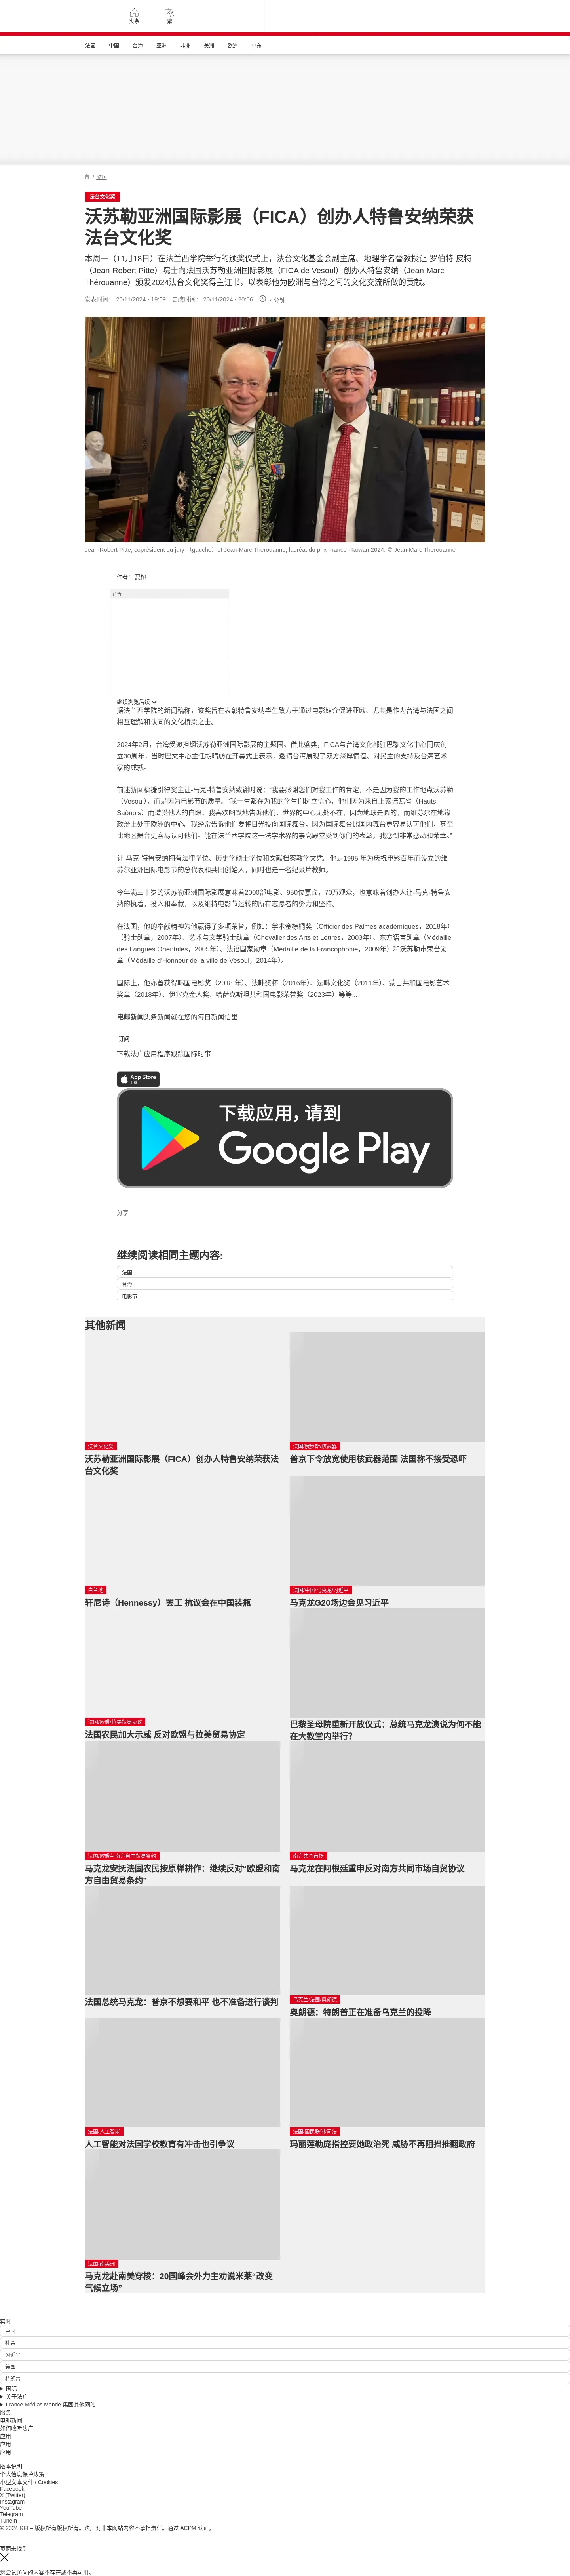 头条
繁
法国 中国 台海 亚洲 非洲 美洲 欧洲 中东
/ 法国
法台文化奖
沃苏勒亚洲国际影展（FICA）创办人特鲁安纳荣获
法台文化奖
本周一（11月18日）在法兰西学院举行的颁奖仪式上，法台文化基金会副主席、地理学名誉教授让-罗伯特-皮特
（Jean-Robert Pitte）院士向法国沃苏勒亚洲国际影展（FICA de Vesoul）创办人特鲁安纳（Jean-Marc
Thérouanne）颁发2024法台文化奖得主证书，以表彰他为欧洲与台湾之间的文化交流所做的贡献。
发表时间： 20/11/2024 - 19:59 更改时间： 20/11/2024 - 20:06 7 分钟
Jean-Robert Pitte, coprésident du jury （gauche）et Jean-Marc Therouanne, lauréat du prix France -Taïwan 2024. © Jean-Marc Therouanne
作者： 夏榕
广告
继续浏览后续
据法兰西学院的新闻稿称，该奖旨在表彰特鲁安纳毕生致力于通过电影媒介促进亚欧、尤其是作为台湾与法国之间
相互理解和认同的文化桥梁之士。
2024年2月，台湾受邀担纲沃苏勒亚洲国际影展的主题国。借此盛典，FICA与台湾文化部驻巴黎文化中心同庆创
立30周年，当时巴文中心主任胡晴舫在开幕式上表示，邀请台湾展现了双方深厚情谊、对民主的支持及台湾艺术
家的成就。
前述新闻稿援引得奖主让-马克-特鲁安纳致谢时说：“我要感谢您们对我工作的肯定，不是因为我的工作地点沃苏勒
（Vesoul），而是因为电影节的质量。“我一生都在为我的学生们树立信心，他们因为来自上索诺瓦省（Hauts-
Saônois）而遭受他人的白眼。我喜欢幽默地告诉他们，世界的中心无处不在，因为地球是圆的，而维苏尔在地缘
政治上处于欧洲的中心。我经常告诉他们要将目光投向国际舞台。因为国际舞台比国内舞台更容易认可他们，甚至
比地区舞台更容易认可他们。能在法兰西学院这一法学术界的崇高殿堂受到你们的表彰，我感到非常感动和荣幸。”
让-马克-特鲁安纳拥有法律学位、历史学硕士学位和文献档案教学文凭。他是1995 年为庆祝电影百年而设立的维
苏尔亚洲国际电影节的总代表和共同创始人，同时也是一名纪录片教师。
今年满三十岁的沃苏勒亚洲国际影展意味着2000部电影、950位嘉宾，70万观众，也意味着创办人让-马克-特鲁安
纳的执着，投入和奉献，以及维持电影节运转的所有志愿者的努力和坚持。
在法国，他的奉献精神为他赢得了多项荣誉，例如：学术金棕榈奖（Officier des Palmes académiques，2018年）
（骑士勋章，2007年）、艺术与文学骑士勋章（Chevalier des Arts et Lettres，2003年）、东方语言勋章（Médaille
des Langues Orientales，2005年）、法语国家勋章（Médaille de la Francophonie，2009年）和沃苏勒市荣誉勋
章（Médaille d'Honneur de la ville de Vesoul，2014年）。
国际上，他亦曾获得韩国电影奖（2018 年）、法韩奖杯（2016年）、法韩文化奖（2011年）、蒙古共和国电影艺术
奖章（2018年）、伊塞克金人奖、哈萨克斯坦共和国电影荣誉奖（2023年）等等...
电邮新闻头条新闻就在您的每日新闻信里
订阅
下载法广应用程序跟踪国际时事
App Store
下载
下载应用，请到
Google Play
分享 :
继续阅读相同主题内容:
法国
台湾
电影节
其他新闻
法台文化奖
沃苏勒亚洲国际影展（FICA）创办人特鲁安纳荣获法
台文化奖
法国/俄罗斯/核武器
普京下令放宽使用核武器范围 法国称不接受恐吓
白兰地
轩尼诗（Hennessy）罢工 抗议会在中国装瓶
法国/中国/马克龙/习近平
马克龙G20场边会见习近平
法国/欧盟/拉美贸易协议
法国农民加大示威 反对欧盟与拉美贸易协定
巴黎圣母院重新开放仪式：总统马克龙演说为何不能
在大教堂内举行?
法国/欧盟与南方自由贸易条约
马克龙安抚法国农民按原样耕作：继续反对"欧盟和南
方自由贸易条约"
南方共同市场
马克龙在阿根廷重申反对南方共同市场自贸协议
法国总统马克龙：普京不想要和平 也不准备进行谈判
乌克兰/法国/奥朗德
奥朗德：特朗普正在准备乌克兰的投降
法国/人工智能
人工智能对法国学校教育有冲击也引争议
法国/国民联盟/司法
玛丽莲勒庞指控要她政治死 威胁不再阻挡推翻政府
法国/南美洲
马克龙赴南美穿梭：20国峰会外力主劝说米莱“改变
气候立场”
实时
中国
社会
习近平
美国
特朗普
国际
关于法广
France Médias Monde 集团其他网站
服务
电邮新闻
如何收听法广
应用
应用
应用
版本说明
个人信息保护政策
小型文本文件 / Cookies
Facebook
X (Twitter)
Instagram
YouTube
Telegram
TuneIn
© 2024 RFI – 版权所有版权所有。法广对非本网站内容不承担责任。通过 ACPM 认证。
页面未找到
您尝试访问的内容不存在或不再可用。